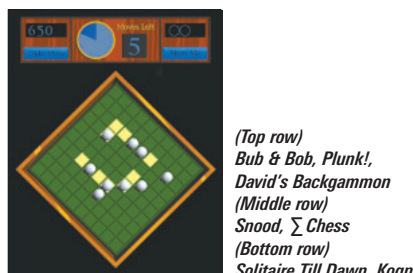 650
Moves Left
5
(Top row)
Bub & Bob, Plunk!,
David's Backgammon
(Middle row)
Snood, ∑ Chess
(Bottom row)
Solitaire Till Dawn,